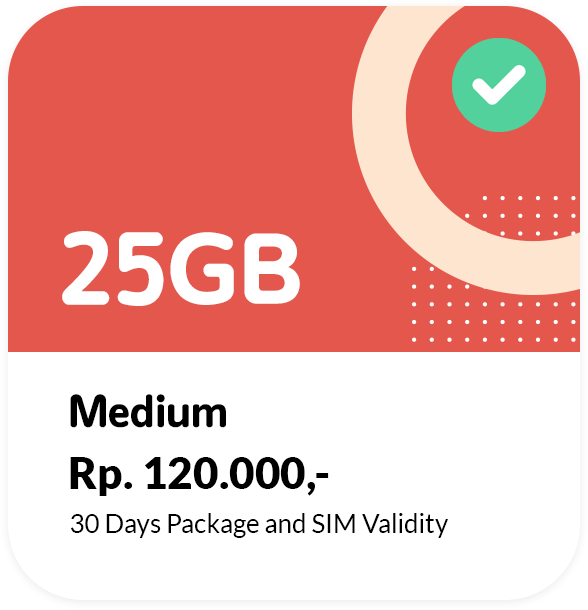 25GB
Medium
Rp. 120.000,-
30 Days Package and SIM Validity